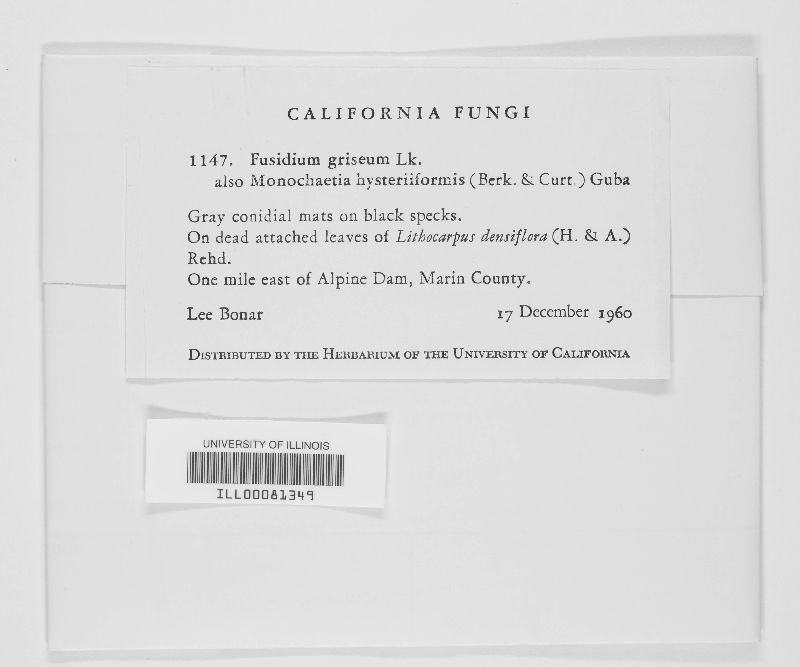 CALIFORNIA FUNGI
1147. Fusidium griseum Lk.
also Monochaetia hysteriiformis (Berk. & Curt.) Guba
Gray conidial mats on black specks.
On dead attached leaves of Lithocarpus densiflora (H. & A.)
Rehd.
One mile east of Alpine Dam, Marin County.
Lee Bonar 17 December 1960
DISTRIBUTED BY THE HERBARIUM OF THE UNIVERSITY OF CALIFORNIA
UNIVERSITY OF ILLINOIS
ILL00081349